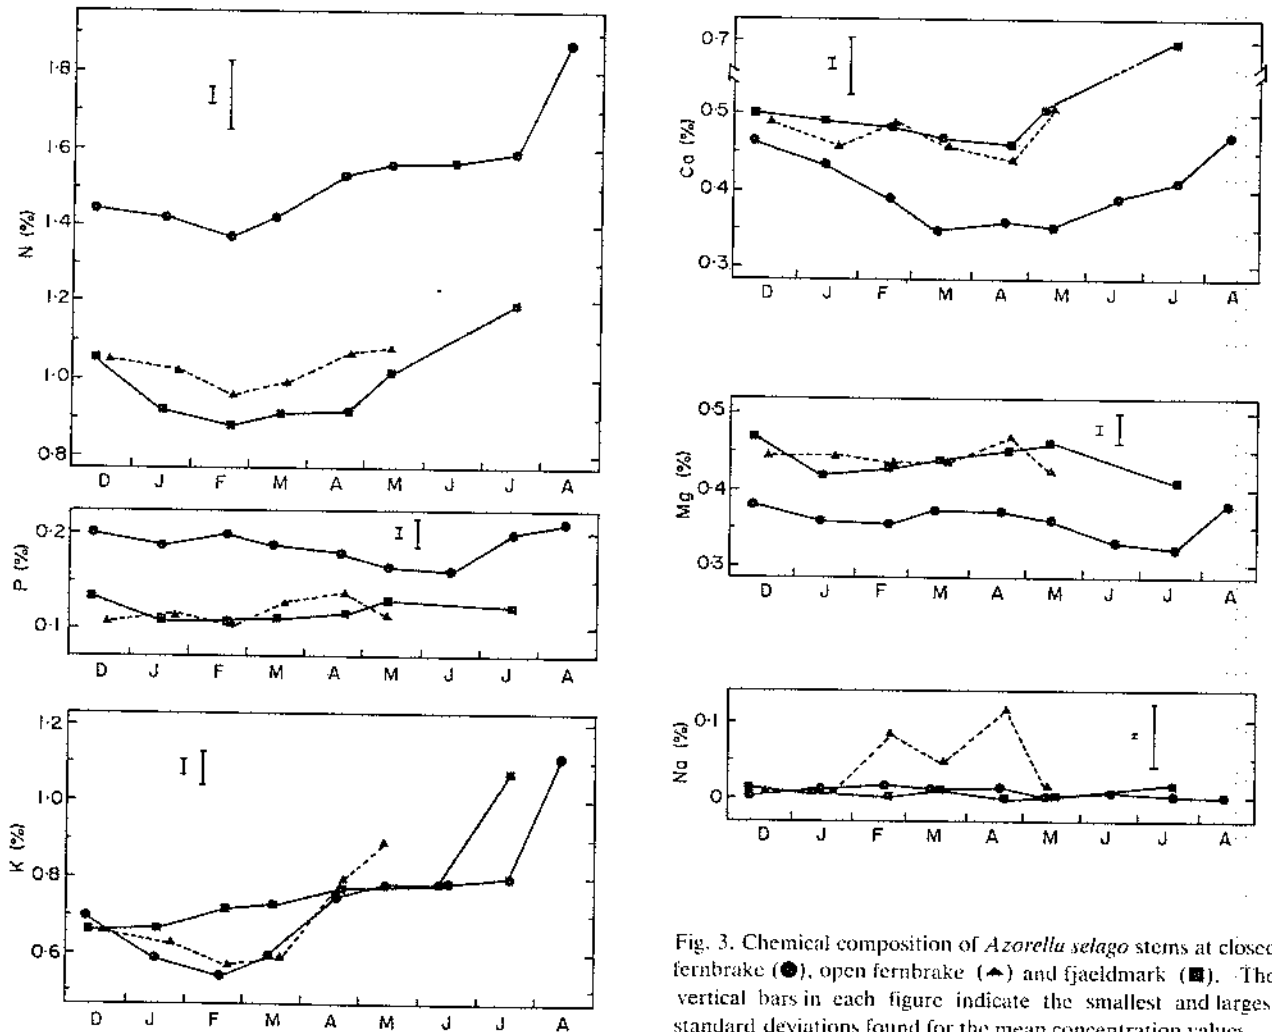 1·8
1·6
1·4
1·2
1·0
0·8
N (%)
D J F M A M J J A
0·2
0·1
P (%)
D J F M A M J J A
1·2
1·0
0·8
0·6
K (%)
D J F M A M J J A
0·7
0·5
0·4
0·3
Ca (%)
D J F M A M J J A
0·5
0·4
0·3
Mg (%)
D J F M A M J J A
0·1
0
Na (%)
D J F M A M J J A
Fig. 3. Chemical composition of Azorella selago stems at closed
fernbrake (●), open fernbrake (▲) and fjaeldmark (■). The
vertical bars in each figure indicate the smallest and larges
standard deviations found for the mean concentration values